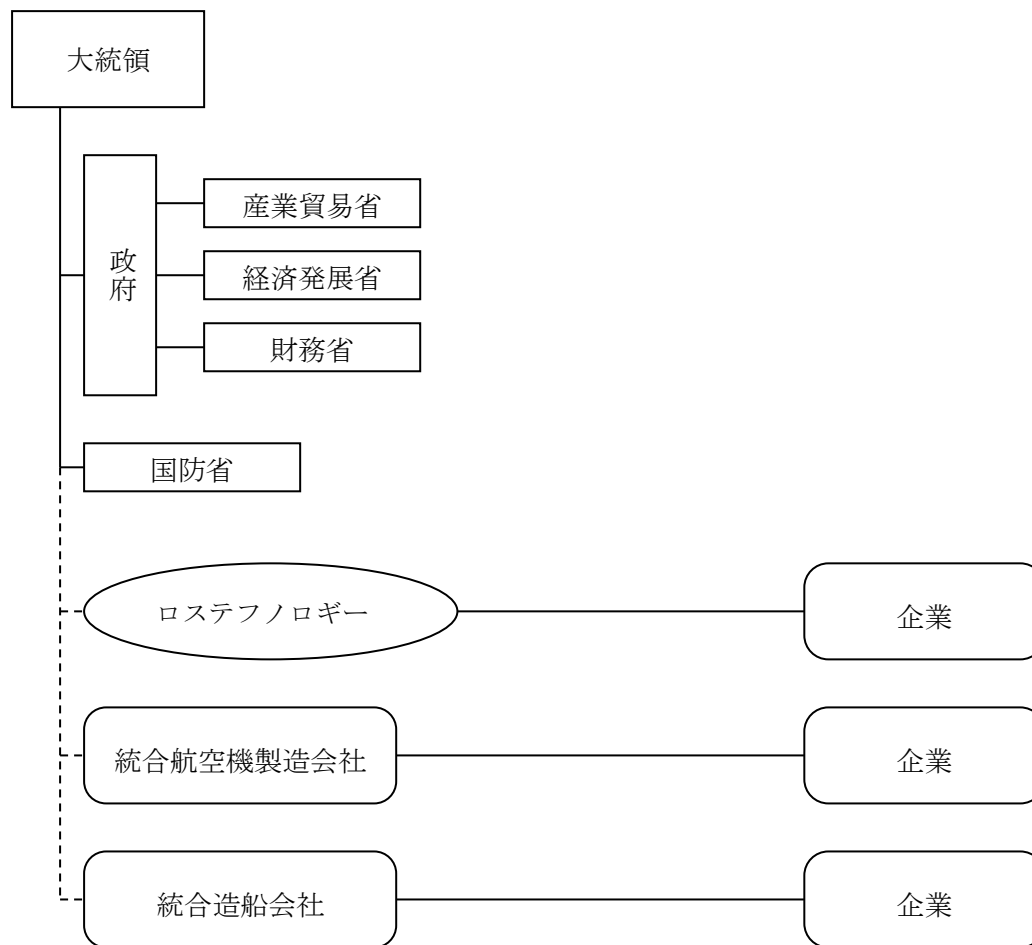 大統領
政府
産業貿易省
経済発展省
財務省
国防省
ロステフノロギー
企業
統合航空機製造会社
企業
統合造船会社
企業